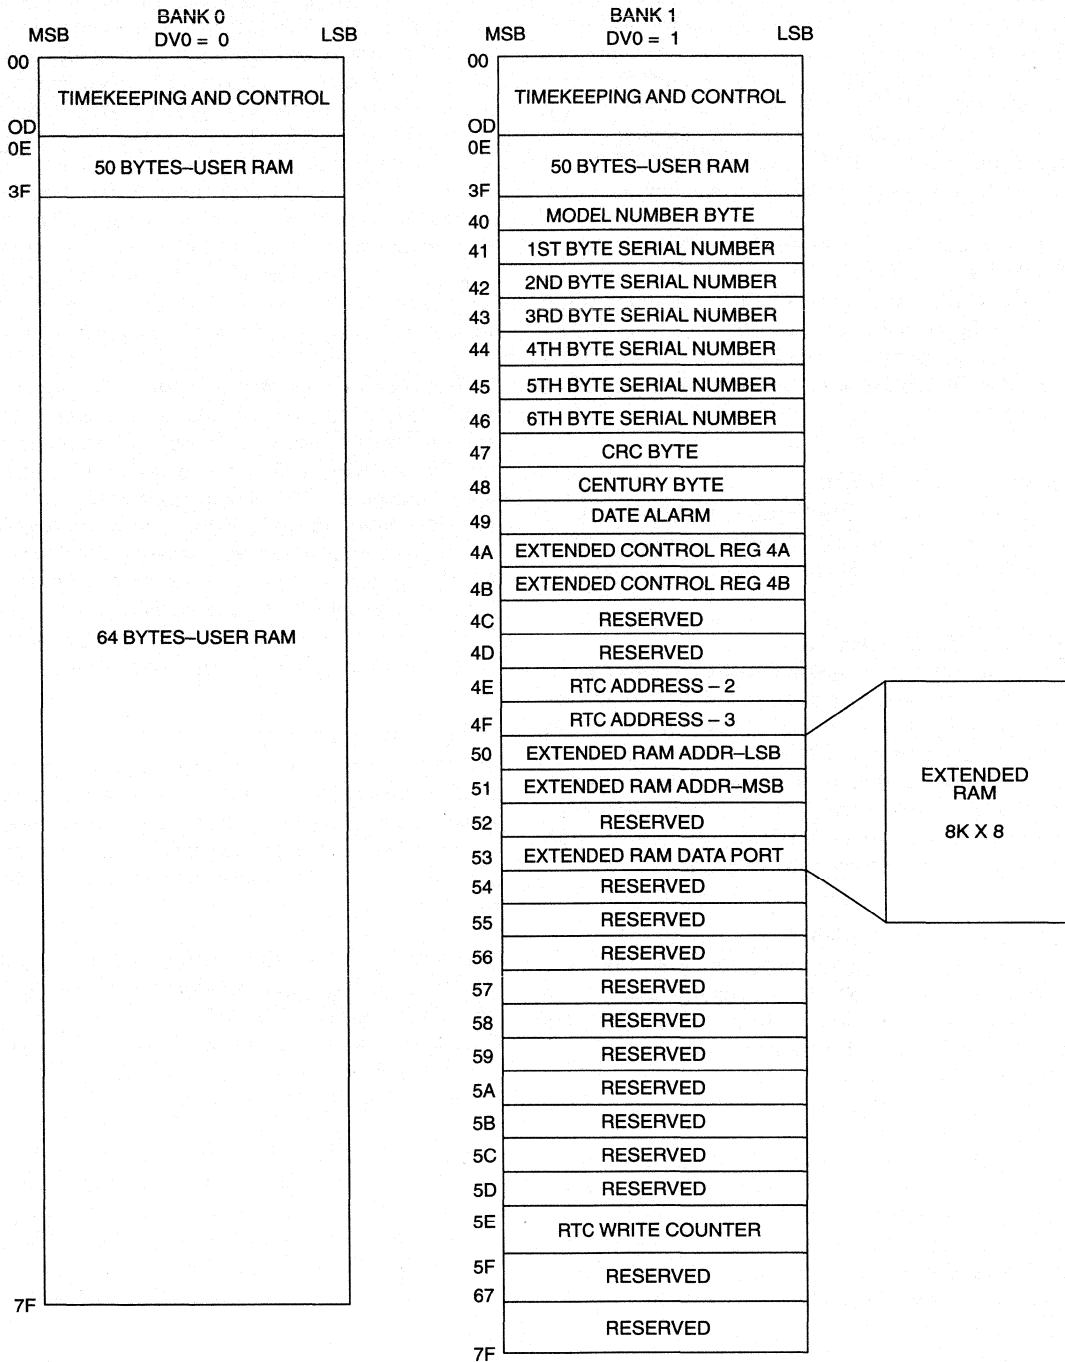 BANK 0
MSB DV0 = 0 LSB
00
TIMEKEEPING AND CONTROL
OD
0E
50 BYTES–USER RAM
3F
64 BYTES–USER RAM
7F
BANK 1
MSB DV0 = 1 LSB
00
TIMEKEEPING AND CONTROL
OD
0E
50 BYTES–USER RAM
3F
40 MODEL NUMBER BYTE
41 1ST BYTE SERIAL NUMBER
42 2ND BYTE SERIAL NUMBER
43 3RD BYTE SERIAL NUMBER
44 4TH BYTE SERIAL NUMBER
45 5TH BYTE SERIAL NUMBER
46 6TH BYTE SERIAL NUMBER
47 CRC BYTE
48 CENTURY BYTE
49 DATE ALARM
4A EXTENDED CONTROL REG 4A
4B EXTENDED CONTROL REG 4B
4C RESERVED
4D RESERVED
4E RTC ADDRESS – 2
4F RTC ADDRESS – 3
50 EXTENDED RAM ADDR–LSB
51 EXTENDED RAM ADDR–MSB
52 RESERVED
53 EXTENDED RAM DATA PORT
54 RESERVED
55 RESERVED
56 RESERVED
57 RESERVED
58 RESERVED
59 RESERVED
5A RESERVED
5B RESERVED
5C RESERVED
5D RESERVED
5E RTC WRITE COUNTER
5F
RESERVED
67
RESERVED
7F
EXTENDED
RAM
8K X 8